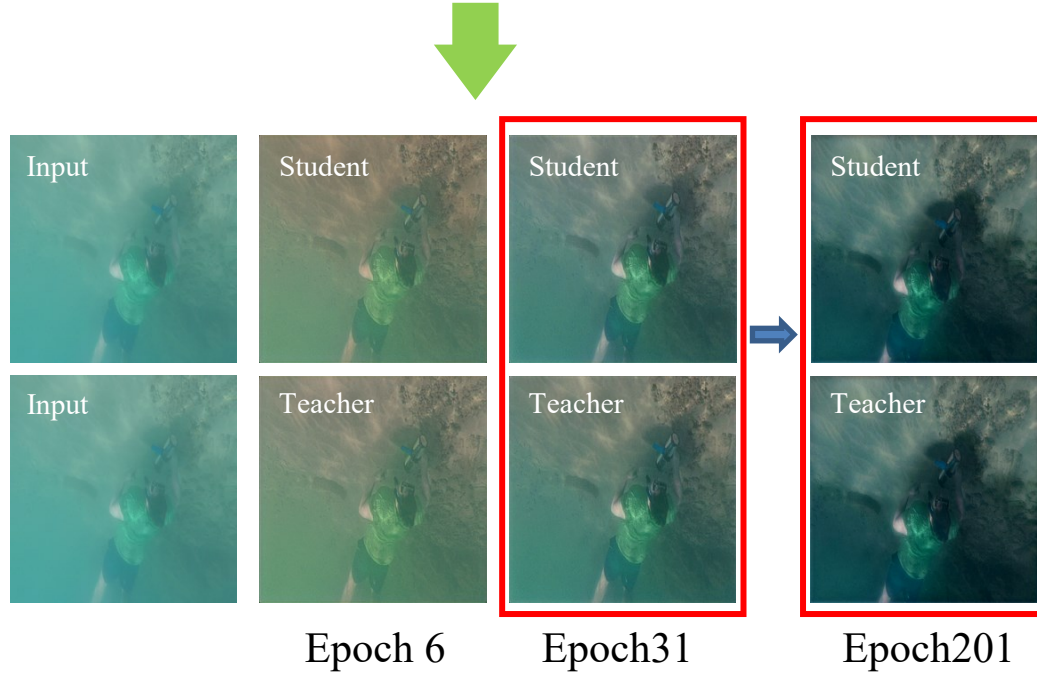 Input
Student
Student
Student
Input
Teacher
Teacher
Teacher
Epoch 6
Epoch31
Epoch201